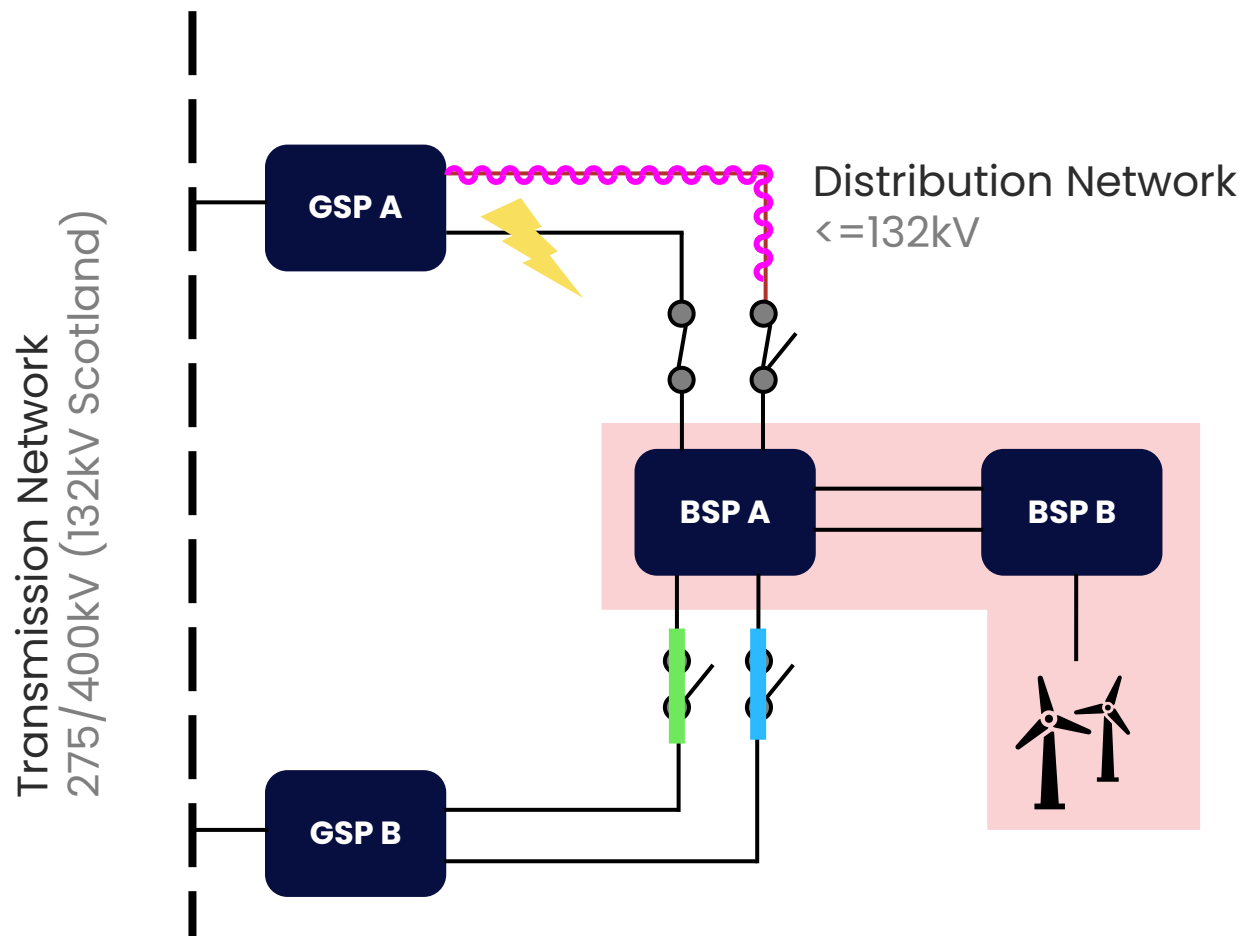 Transmission Network
275/400kV (132kV Scotland)
GSP A
Distribution Network
<=132kV
BSP A
BSP B
GSP B